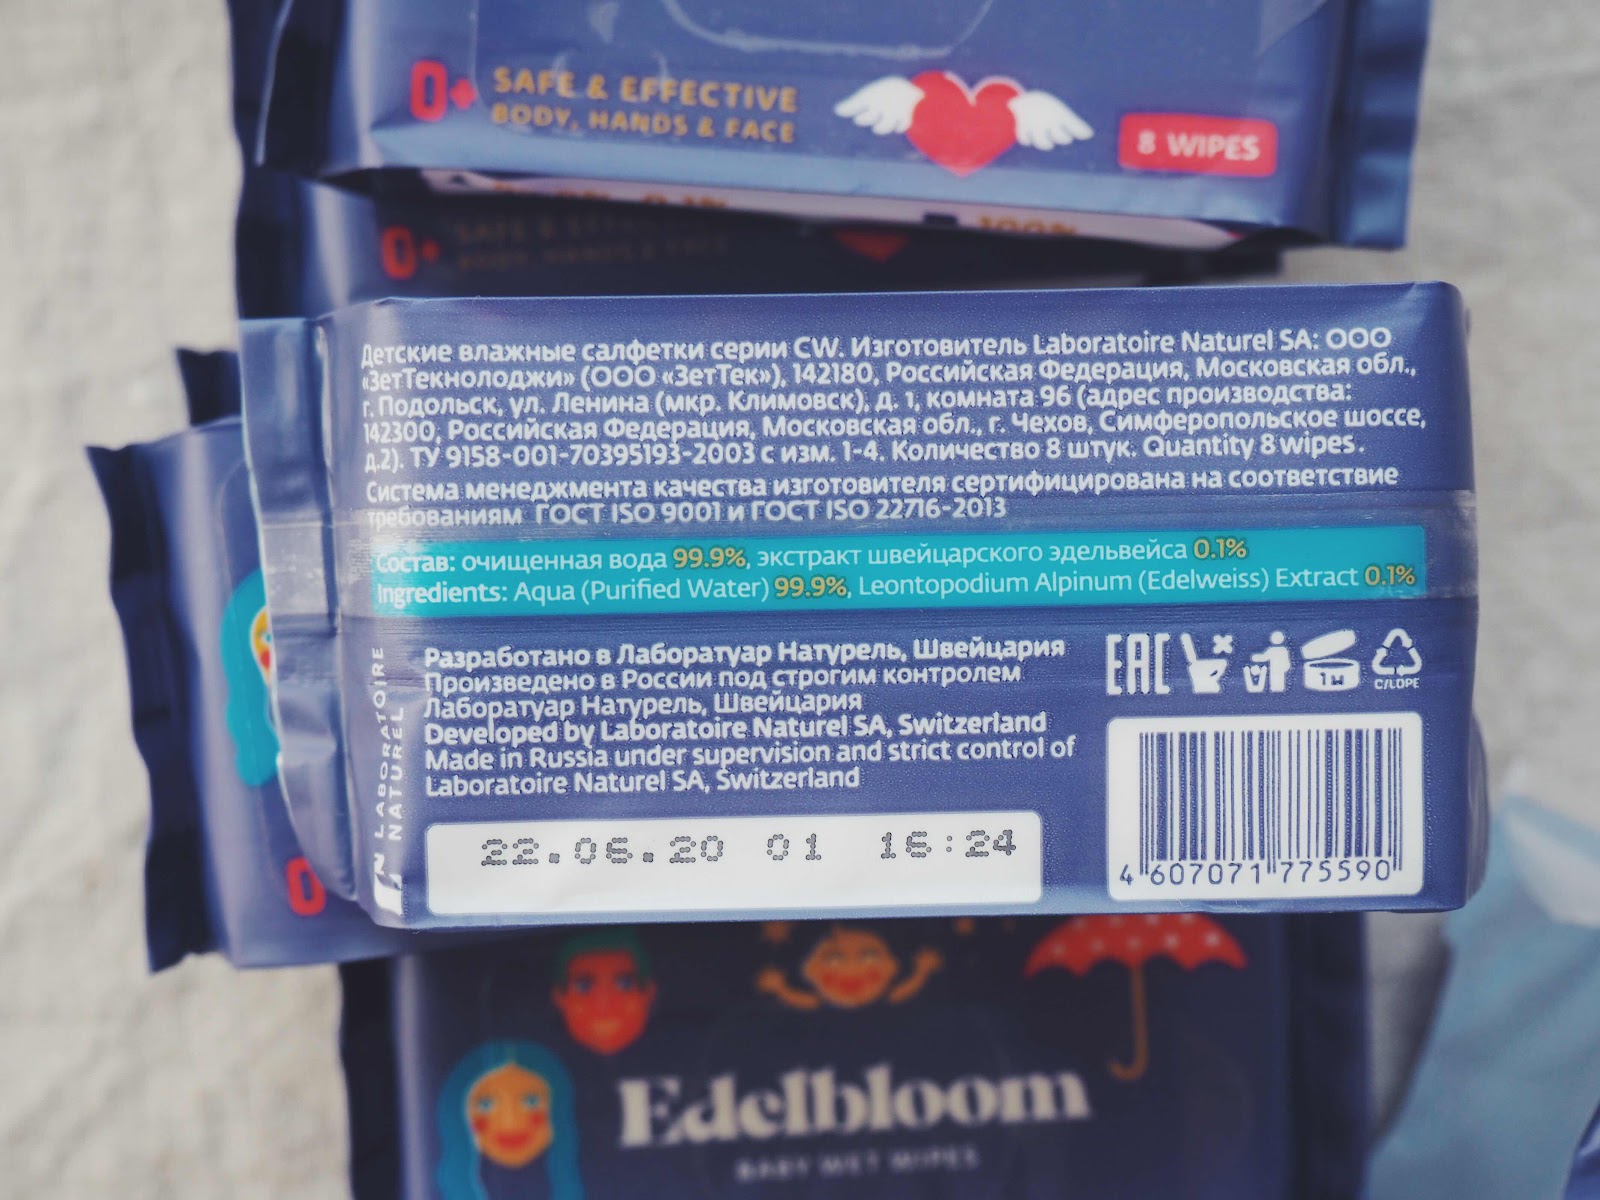 0+ SAFE & EFFECTIVE
BODY, HANDS & FACE
8 WIPES
0+ SAFE &
BODY, HANDS & FACE
100%
Детские влажные салфетки серии CW. Изготовитель Laboratoire Naturel SA: ООО
«ЗетТекнолоджи» (ООО «ЗетТек»), 142180, Российская Федерация, Московская обл.,
г. Подольск, ул. Ленина (мкр. Климовск), д. 1, комната 96 (адрес производства:
142300, Российская Федерация, Московская обл., г. Чехов, Симферопольское шоссе,
д.2). ТУ 9158-001-70395193-2003 с изм. 1-4. Количество 8 штук. Quantity 8 wipes.
Система менеджмента качества изготовителя сертифицирована на соответствие
требованиям ГОСТ ISO 9001 и ГОСТ ISO 22716-2013
Состав: очищенная вода 99.9%, экстракт швейцарского эдельвейса 0.1%
Ingredients: Aqua (Purified Water) 99.9%, Leontopodium Alpinum (Edelweiss) Extract 0.1%
LABORATOIRE
NATUREL
Разработано в Лаборатуар Натурель, Швейцария
Произведено в России под строгим контролем
Лаборатуар Натурель, Швейцария
Developed by Laboratoire Naturel SA, Switzerland
Made in Russia under supervision and strict control of
Laboratoire Naturel SA, Switzerland
EAC
1м
C/LDPE
22.06.20 01 16:24
4 607071 775590
0
Edelbloom
BABY WET WIPES